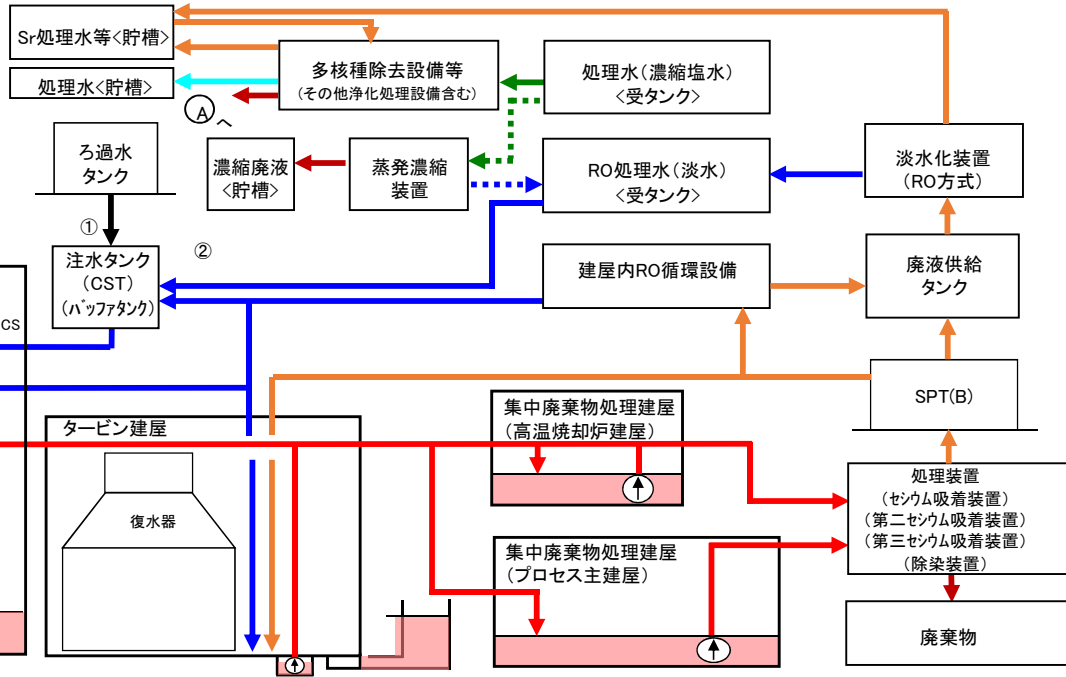 Sr処理水等<貯槽>
処理水<貯槽>
多核種除去設備等
(その他浄化処理設備含む)
処理水(濃縮塩水)
<受タンク>
Aへ
ろ過水
タンク
濃縮廃液
<貯槽>
蒸発濃縮
装置
RO処理水(淡水)
<受タンク>
淡水化装置
(RO方式)
①
②
注水タンク
(CST)
(バッファタンク)
建屋内RO循環設備
廃液供給
タンク
CS
SPT(B)
タービン建屋
集中廃棄物処理建屋
(高温焼却炉建屋)
復水器
処理装置
(セシウム吸着装置)
(第二セシウム吸着装置)
(第三セシウム吸着装置)
(除染装置)
集中廃棄物処理建屋
(プロセス主建屋)
廃棄物